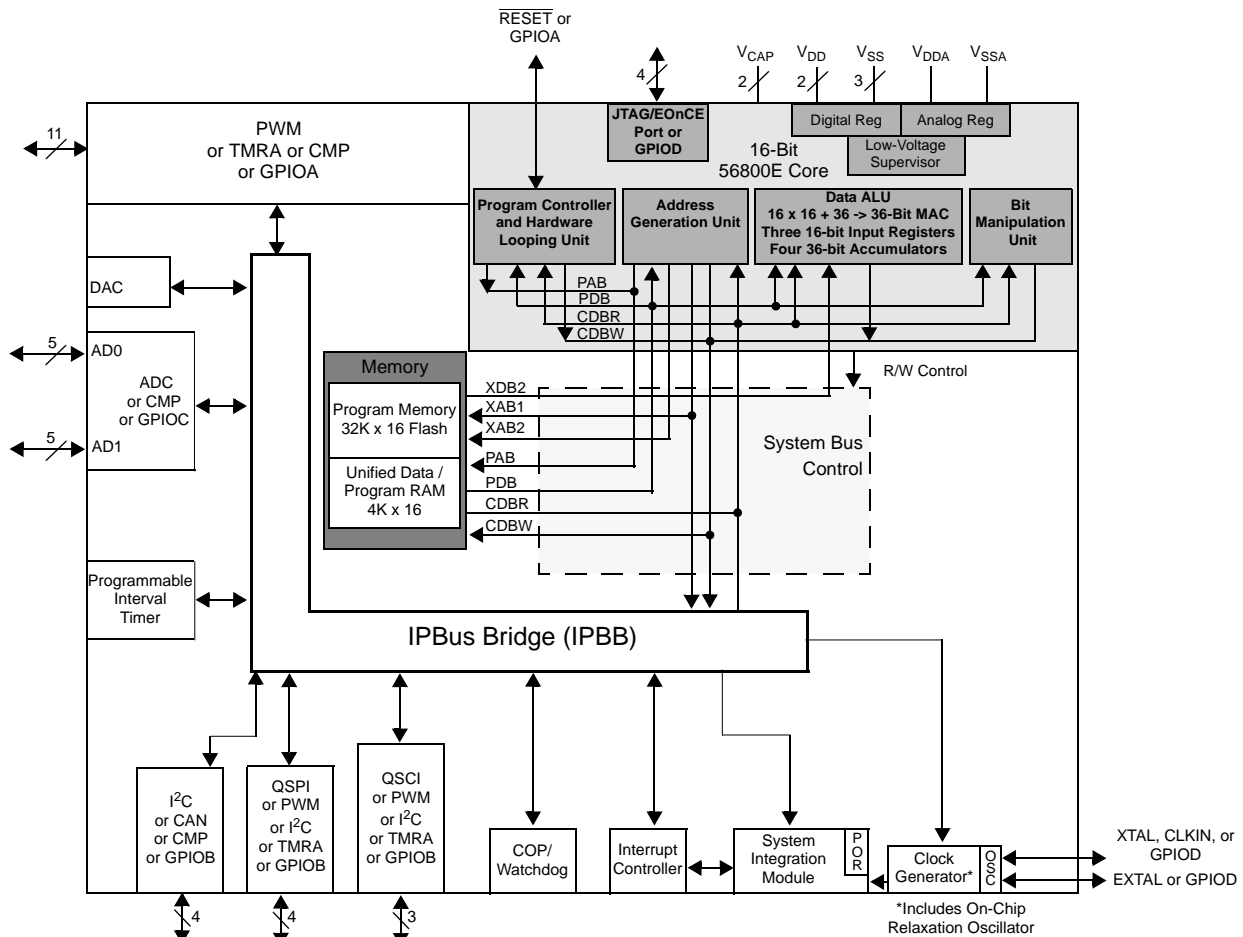 RESET or
GPIOA
4
VCAP
2
VDD
2
VSS
3
VDDA
VSSA
11
PWM
or TMRA or CMP
or GPIOA
JTAG/EOnCE
Port or
GPIOD
16-Bit
56800E Core
Digital Reg
Analog Reg
Low-Voltage
Supervisor
Program Controller
and Hardware
Looping Unit
Address
Generation Unit
Data ALU
16 x 16 + 36 -> 36-Bit MAC
Three 16-bit Input Registers
Four 36-bit Accumulators
Bit
Manipulation
Unit
PAB
PDB
CDBR
CDBW
DAC
5
AD0
ADC
or CMP
or GPIOC
5
AD1
Memory
Program Memory
32K x 16 Flash
Unified Data /
Program RAM
4K x 16
XDB2
XAB1
XAB2
PAB
PDB
CDBR
CDBW
R/W Control
System Bus
Control
Programmable
Interval
Timer
IPBus Bridge (IPBB)
I2C
or CAN
or CMP
or GPIOB
4
QSPI
or PWM
or I2C
or TMRA
or GPIOB
4
QSCI
or PWM
or I2C
or TMRA
or GPIOB
3
COP/
Watchdog
Interrupt
Controller
System
Integration
Module
POR
Clock
Generator*
OSC
XTAL, CLKIN, or
GPIOD
EXTAL or GPIOD
*Includes On-Chip
Relaxation Oscillator